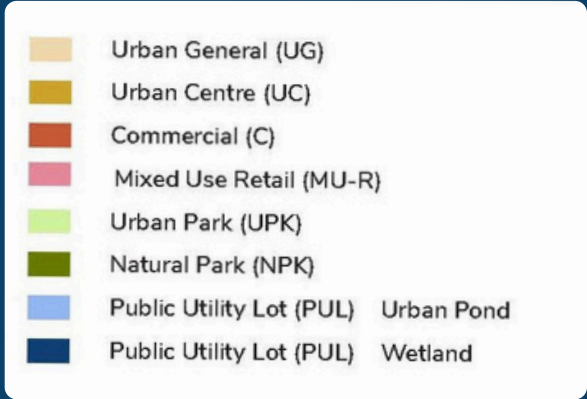 Urban General (UG)
Urban Centre (UC)
Commercial (C)
Mixed Use Retail (MU-R)
Urban Park (UPK)
Natural Park (NPK)
Public Utility Lot (PUL) Urban Pond
Public Utility Lot (PUL) Wetland